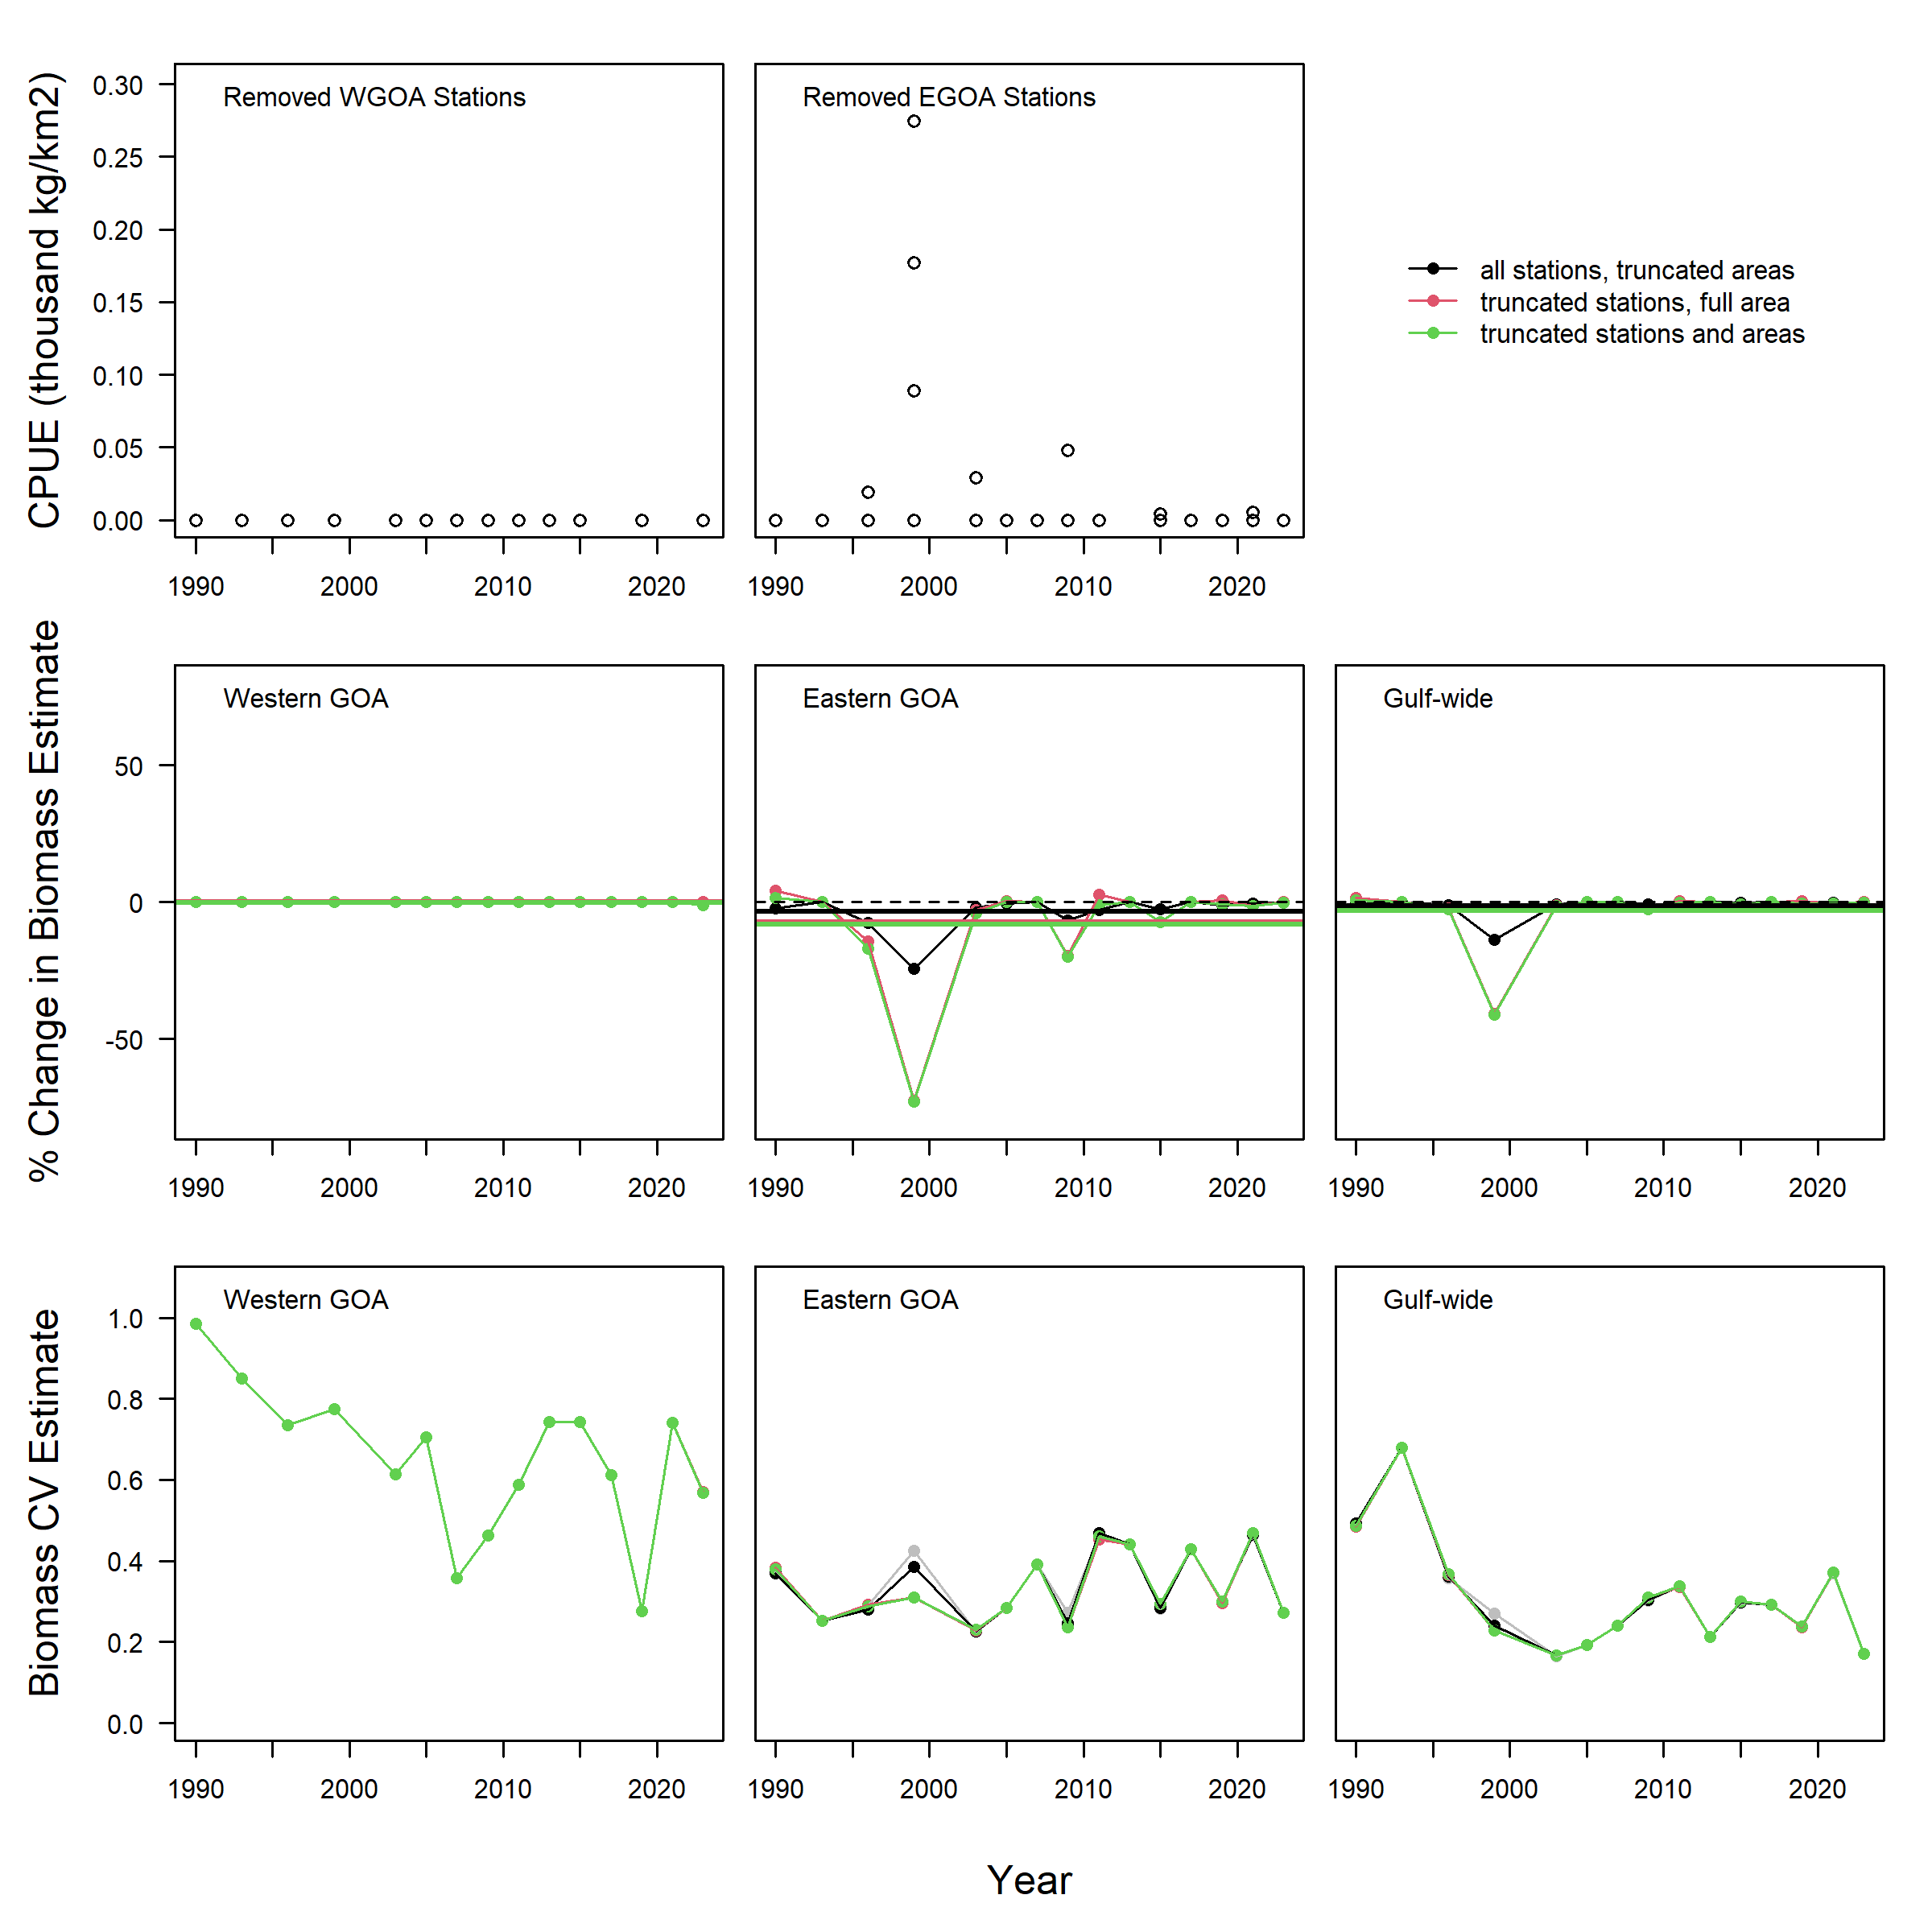 CPUE (thousand kg/km2)
0.30
0.25
0.20
0.15
0.10
0.05
0.00
Removed WGOA Stations
1990 2000 2010 2020
Removed EGOA Stations
1990 2000 2010 2020
all stations, truncated areas
truncated stations, full area
truncated stations and areas
% Change in Biomass Estimate
50
0
-50
Western GOA
1990 2000 2010 2020
Eastern GOA
1990 2000 2010 2020
Gulf-wide
1990 2000 2010 2020
Biomass CV Estimate
1.0
0.8
0.6
0.4
0.2
0.0
Western GOA
1990 2000 2010 2020
Eastern GOA
1990 2000 2010 2020
Gulf-wide
1990 2000 2010 2020
Year